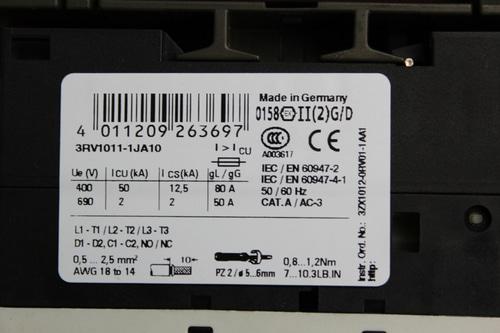 Made in Germany
0158 Ex II(2)G/D
4 011209 263697
3RV1011-1JA10
I > I CU
CCC
A003617
IEC / EN 60947-2
IEC / EN 60947-4-1
50 / 60 Hz
CAT. A / AC-3
Ue (V) ICU (kA) ICS (kA) gL / gG
400 50 12,5 80 A
690 2 2 50 A
L1 - T1 / L2 - T2 / L3 - T3
D1 - D2, C1 - C2, NO / NC
0,5 ... 2,5 mm²
AWG 18 to 14
10
PZ 2 / ø 5...6mm
0,8...1,2Nm
7...10.3LB.IN
Instr. Ord. No.: 3ZX1012-0RV01-1AA1
http: